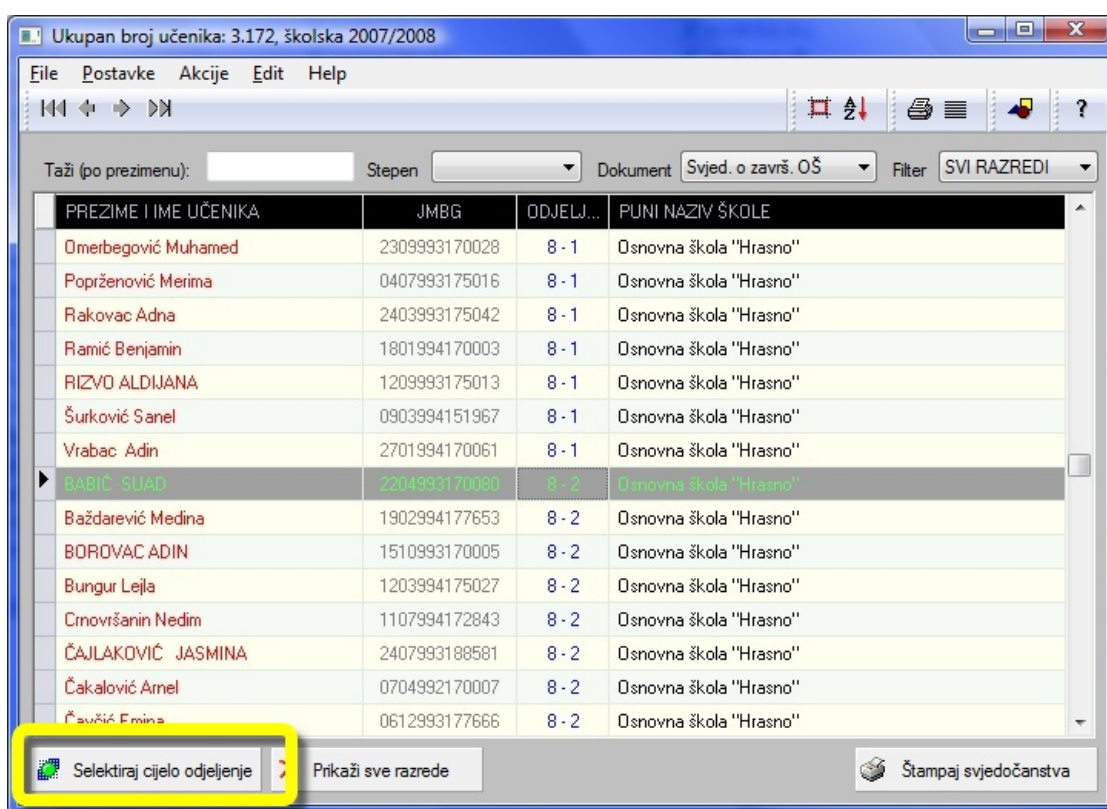 Ukupan broj učenika: 3.172, školska 2007/2008
File Postavke Akcije Edit Help
Taži (po prezimenu): Stepen Dokument Svjed. o završ. OŠ Filter SVI RAZREDI
PREZIME I IME UČENIKA JMBG ODJELJ... PUNI NAZIV ŠKOLE
Omerbegović Muhamed 2309993170028 8 - 1 Osnovna škola "Hrasno"
Poprženović Merima 0407993175016 8 - 1 Osnovna škola "Hrasno"
Rakovac Adna 2403993175042 8 - 1 Osnovna škola "Hrasno"
Ramić Benjamin 1801994170003 8 - 1 Osnovna škola "Hrasno"
RIZVO ALDIJANA 1209993175013 8 - 1 Osnovna škola "Hrasno"
Šurković Sanel 0903994151967 8 - 1 Osnovna škola "Hrasno"
Vrabac Adin 2701994170061 8 - 1 Osnovna škola "Hrasno"
BABIĆ SUAD 2204993170080 8 - 2 Osnovna škola "Hrasno"
Baždarević Medina 1902994177653 8 - 2 Osnovna škola "Hrasno"
BOROVAC ADIN 1510993170005 8 - 2 Osnovna škola "Hrasno"
Bungur Lejla 1203994175027 8 - 2 Osnovna škola "Hrasno"
Crnovršanin Nedim 1107994172843 8 - 2 Osnovna škola "Hrasno"
ČAJLAKOVIĆ JASMINA 2407993188581 8 - 2 Osnovna škola "Hrasno"
Čakalović Arnel 0704992170007 8 - 2 Osnovna škola "Hrasno"
Čavčić Emina 0612993177666 8 - 2 Osnovna škola "Hrasno"
Selektiraj cijelo odjeljenje Prikaži sve razrede Štampaj svjedočanstva